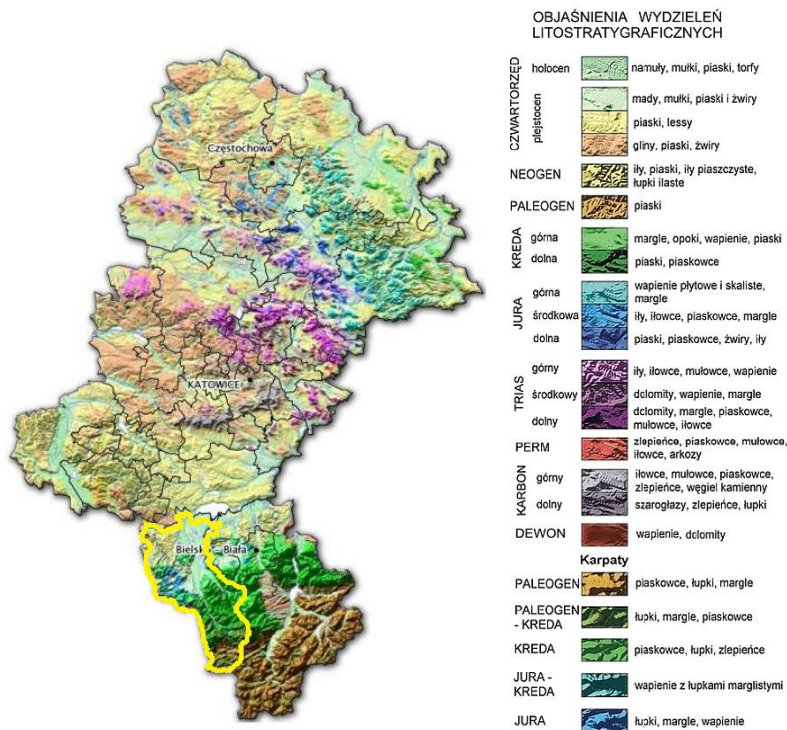 OBJAŚNIENIA WYDZIELEŃ
LITOSTRATYGRAFICZNYCH
CZWARTORZĘD
holocen
namuły, mułki, piaski, torfy
plejstocen
mady, mułki, piaski i żwiry
piaski, lessy
gliny, piaski, żwiry
NEOGEN
iły, piaski, iły piaszczyste,
łupki ilaste
PALEOGEN
piaski
KREDA
górna
margle, opoki, wapienie, piaski
dolna
piaski, piaskowce
JURA
górna
wapienie płytowe i skaliste,
margle
środkowa
iły, iłowce, piaskowce, margle
dolna
piaski, piaskowce, żwiry, iły
TRIAS
górny
iły, iłowce, mułowce, wapienie
środkowy
dolomity, wapienie, margle
dolny
dolomity, margle, piaskowce,
mułowce, iłowce
PERM
zlepieńce, piaskowce, mułowce,
iłowce, arkozy
KARBON
górny
iłowce, mułowce, piaskowce,
zlepieńce, węgiel kamienny
dolny
szarogłazy, zlepieńce, łupki
DEWON
wapienie, dolomity
Karpaty
PALEOGEN
piaskowce, łupki, margle
PALEOGEN
- KREDA
łupki, margle, piaskowce
KREDA
piaskowce, łupki, zlepieńce
JURA -
KREDA
wapienie z łupkami marglistymi
JURA
łupki, margle, wapienie
Częstochowa
KATOWICE
Bielsko - Biała